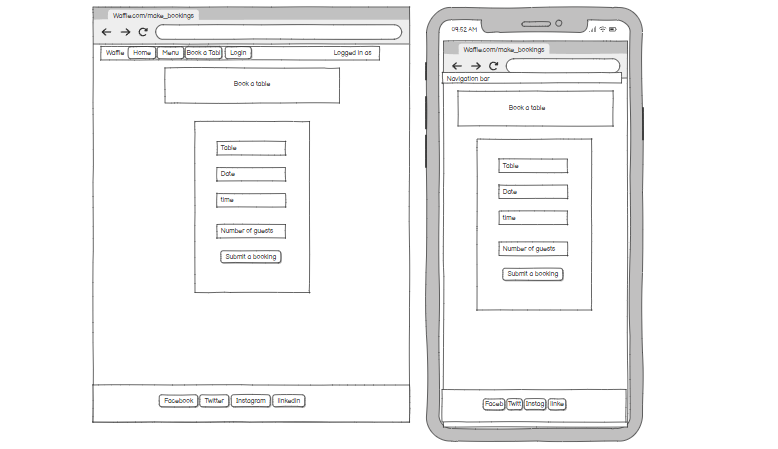 Waffle.com/make_bookings
Waffle Home Menu Book a Tabl Login Logged in as
Book a table
Table
Date
time
Number of guests
Submit a booking
Facebook Twitter Instagram linkedin
09:52 AM
Waffle.com/make_bookings
Navigation bar
Book a table
Table
Date
time
Number of guests
Submit a booking
Faceb Twitt Instag linke